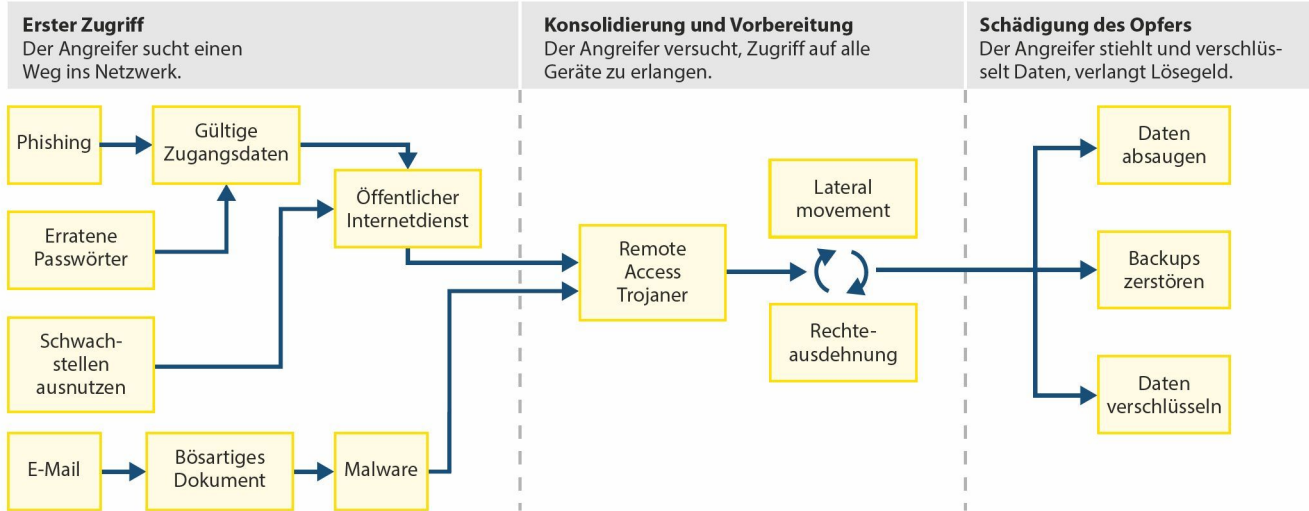 Erster Zugriff
Der Angreifer sucht einen
Weg ins Netzwerk.
Konsolidierung und Vorbereitung
Der Angreifer versucht, Zugriff auf alle
Geräte zu erlangen.
Schädigung des Opfers
Der Angreifer stiehlt und verschlüs-
selt Daten, verlangt Lösegeld.
Phishing
Gültige
Zugangsdaten
Öffentlicher
Internetdienst
Erratene
Passwörter
Schwach-
stellen
ausnutzen
E-Mail
Bösartiges
Dokument
Malware
Remote
Access
Trojaner
Lateral
movement
Rechte-
ausdehnung
Daten
absaugen
Backups
zerstören
Daten
verschlüsseln